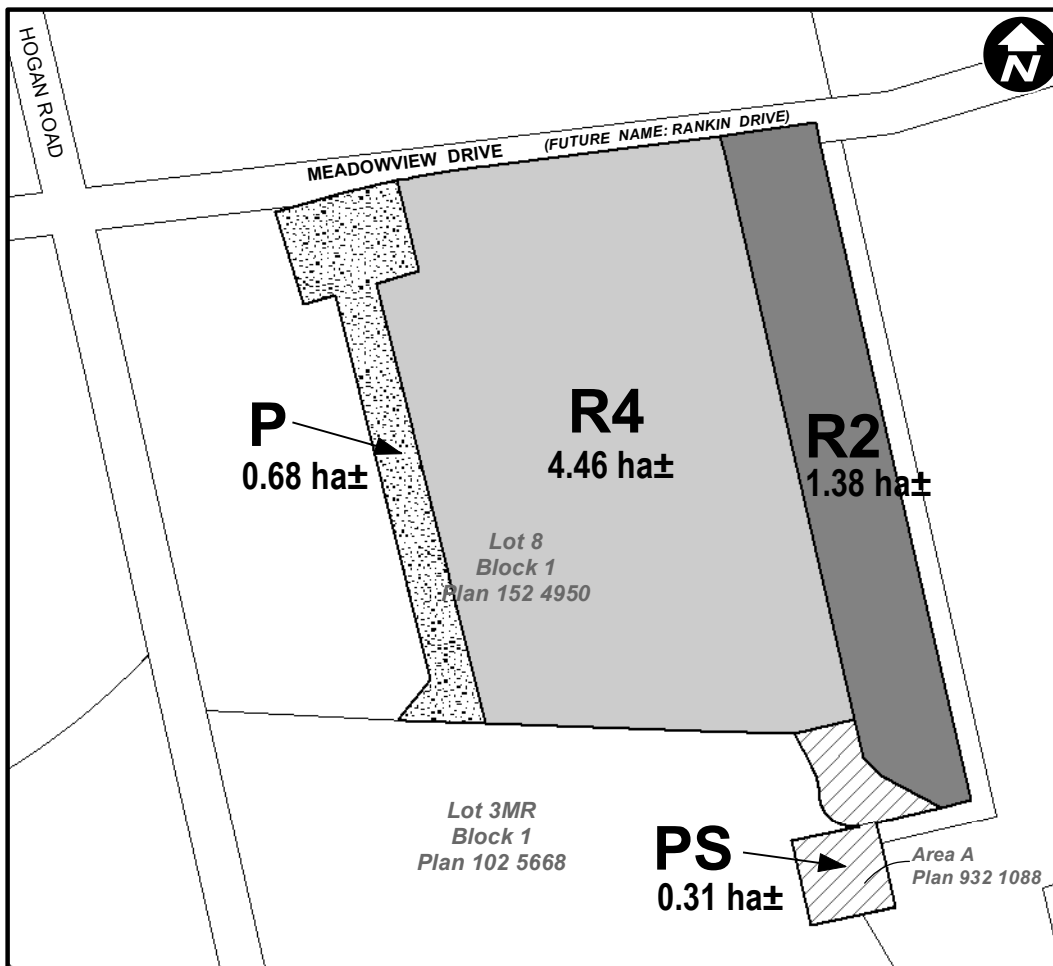 HOGAN ROAD
N
MEADOWVIEW DRIVE (FUTURE NAME: RANKIN DRIVE)
P
0.68 ha±
R4
4.46 ha±
R2
1.38 ha±
Lot 8
Block 1
Plan 152 4950
Lot 3MR
Block 1
Plan 102 5668
PS
0.31 ha±
Area A
Plan 932 1088